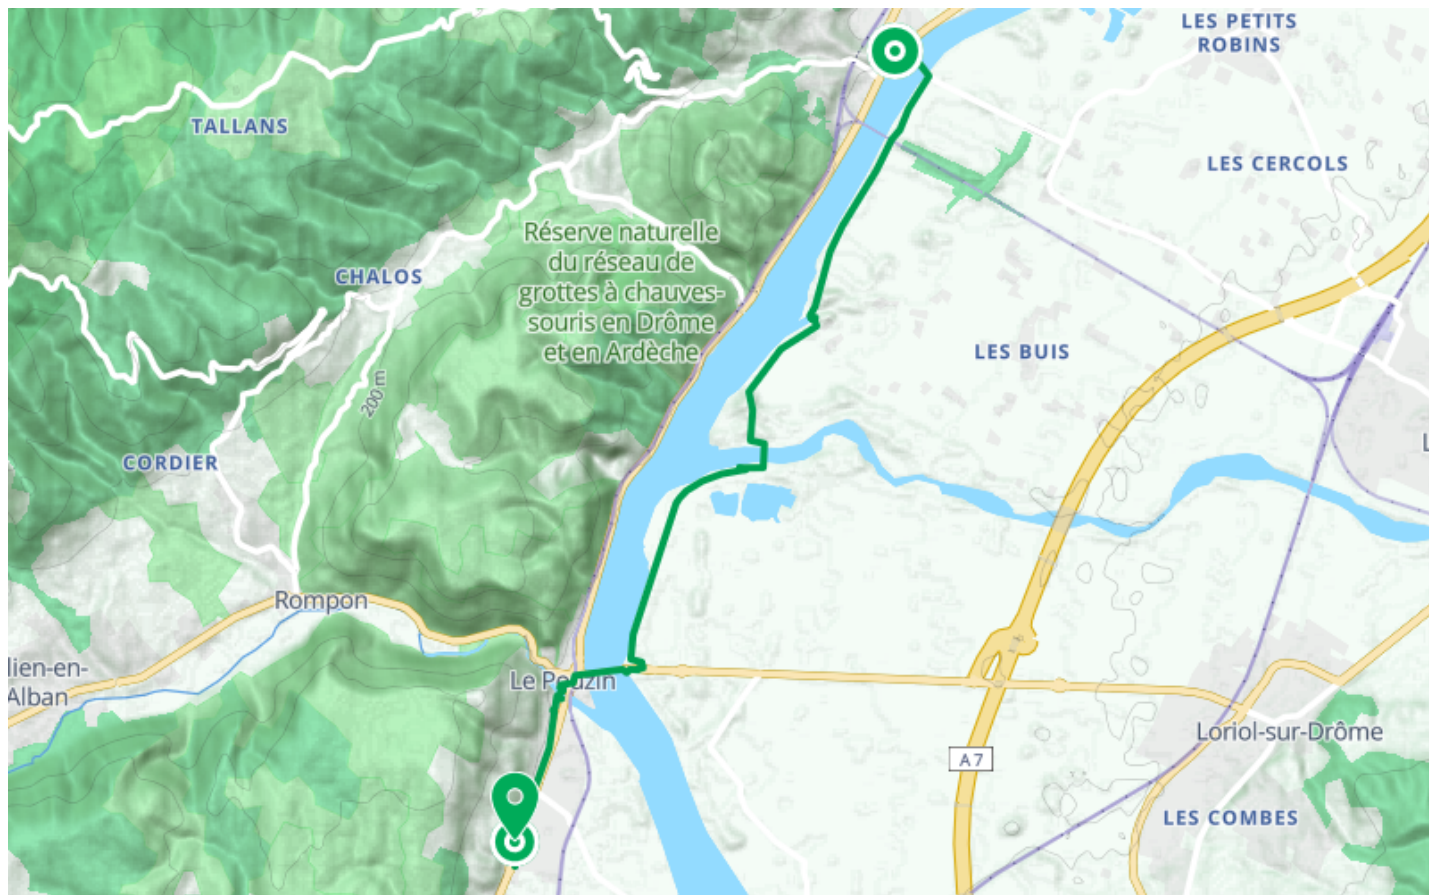 LES PETITS
ROBINS
TALLANS
LES CERCOLS
Réserve naturelle
du réseau de
grottes à chauves-
souris en Drôme
et en Ardèche
CHALOS
LES BUIS
200 m
L
CORDIER
Rompon
lien-en-
Alban
Le Pouzin
Loriol-sur-Drôme
A 7
LES COMBES